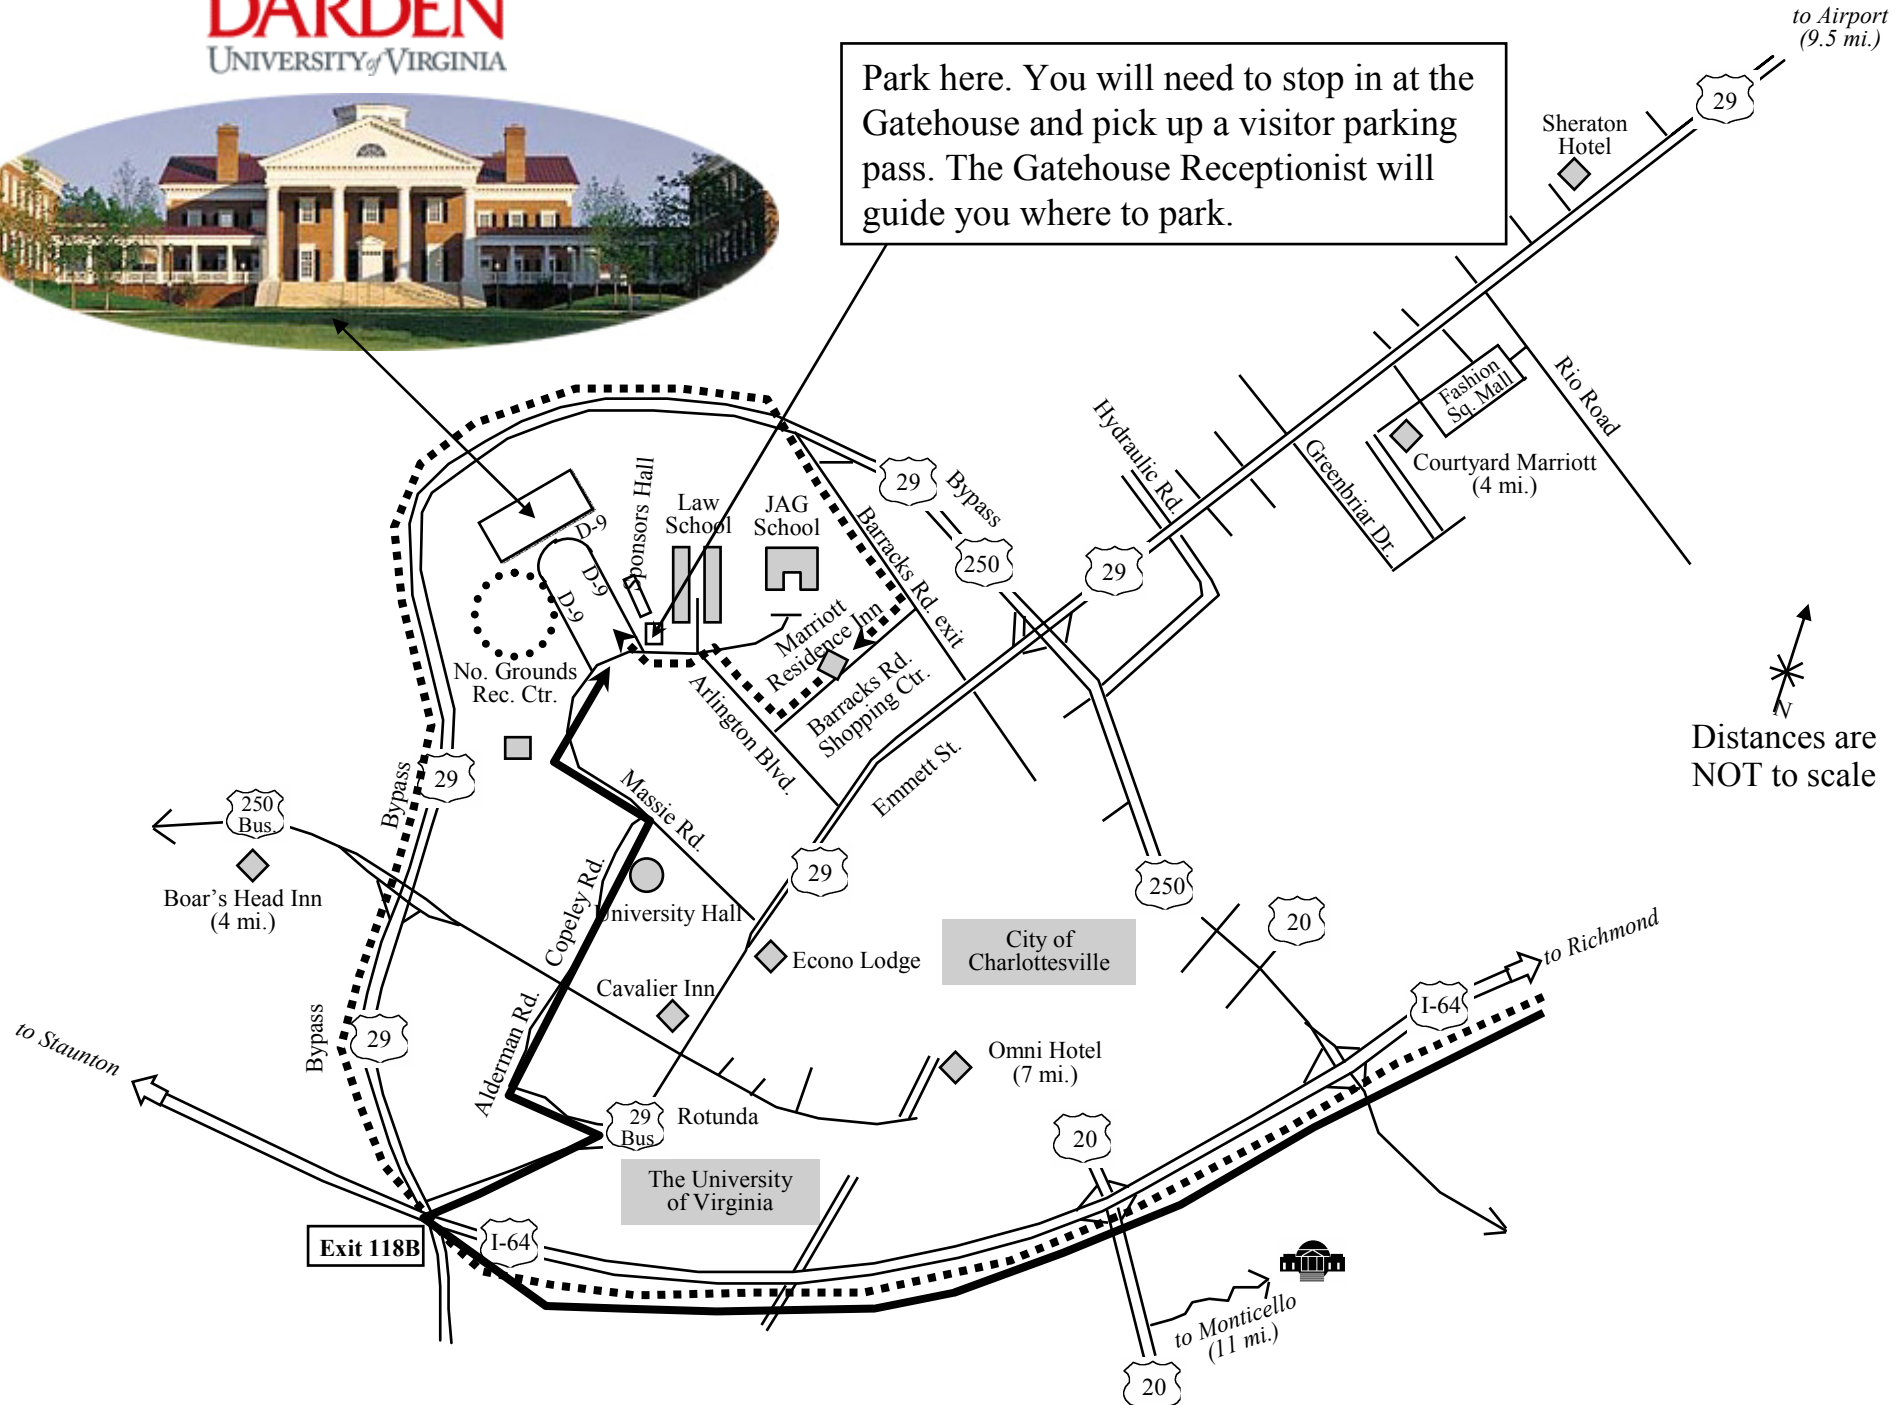 DARDEN
UNIVERSITY of VIRGINIA
Park here. You will need to stop in at the
Gatehouse and pick up a visitor parking
pass. The Gatehouse Receptionist will
guide you where to park.
to Airport
(9.5 mi.)
29
Sheraton
Hotel
Rio Road
Fashion
Sq. Mall
Courtyard Marriott
(4 mi.)
Greenbriar Dr.
Hydraulic Rd.
29
Bypass
250
29
Barracks Rd. exit
Sponsors Hall
Law
School
JAG
School
D-9
D-9
D-9
Marriott
Residence Inn
Barracks Rd.
Shopping Ctr.
No. Grounds
Rec. Ctr.
Arlington Blvd.
Emmett St.
N
Distances are
NOT to scale
Bypass
29
Massie Rd.
250
Bus.
Boar's Head Inn
(4 mi.)
29
250
20
Copeley Rd.
University Hall
Econo Lodge
City of
Charlottesville
to Richmond
I-64
Cavalier Inn
Bypass
29
to Staunton
Alderman Rd.
Omni Hotel
(7 mi.)
29
Bus
Rotunda
20
The University
of Virginia
Exit 118B
I-64
to Monticello
(11 mi.)
20